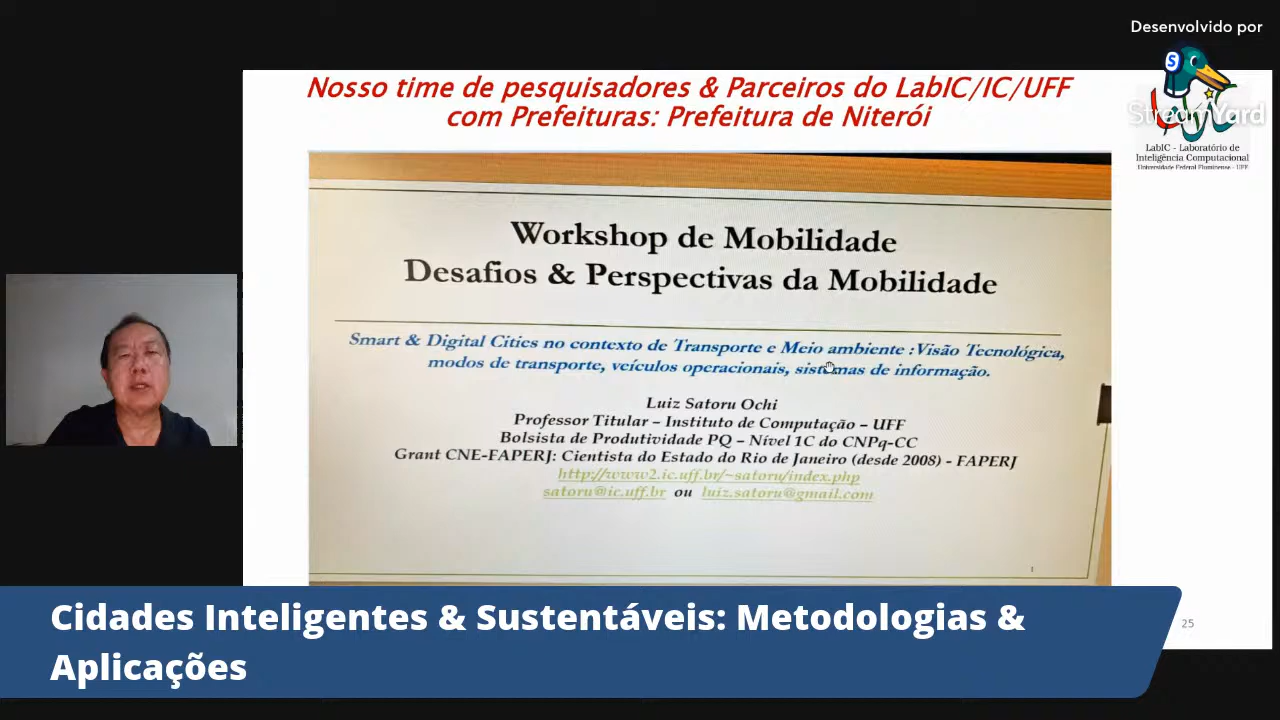 Desenvolvido por
StreamYard
Nosso time de pesquisadores & Parceiros do LabIC/IC/UFF
com Prefeituras: Prefeitura de Niterói
LabIC - Laboratório de
Inteligência Computacional
Universidade Federal Fluminense - UFF
Workshop de Mobilidade
Desafios & Perspectivas da Mobilidade
Smart & Digital Cities no contexto de Transporte e Meio ambiente :Visão Tecnológica,
modos de transporte, veículos operacionais, sistemas de informação.
Luiz Satoru Ochi
Professor Titular – Instituto de Computação – UFF
Bolsista de Produtividade PQ – Nível 1C do CNPq-CC
Grant CNE-FAPERJ: Cientista do Estado do Rio de Janeiro (desde 2008) - FAPERJ
http://www2.ic.uff.br/~satoru/index.php
satoru@ic.uff.br ou luiz.satoru@gmail.com
1
Cidades Inteligentes & Sustentáveis: Metodologias &
Aplicações
25